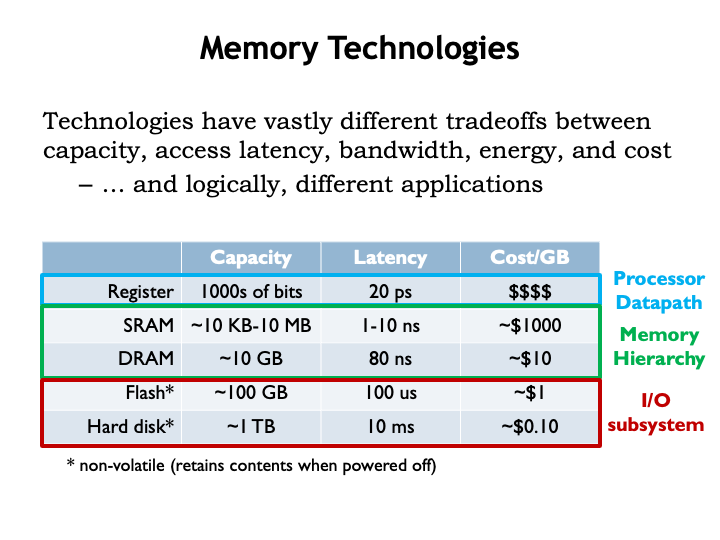 Memory Technologies
Technologies have vastly different tradeoffs between
capacity, access latency, bandwidth, energy, and cost
– … and logically, different applications
Capacity Latency Cost/GB
Register 1000s of bits 20 ps $$$$
SRAM ~10 KB-10 MB 1-10 ns ~$1000
DRAM ~10 GB 80 ns ~$10
Flash* ~100 GB 100 us ~$1
Hard disk* ~1 TB 10 ms ~$0.10
Processor
Datapath
Memory
Hierarchy
I/O
subsystem
* non-volatile (retains contents when powered off)